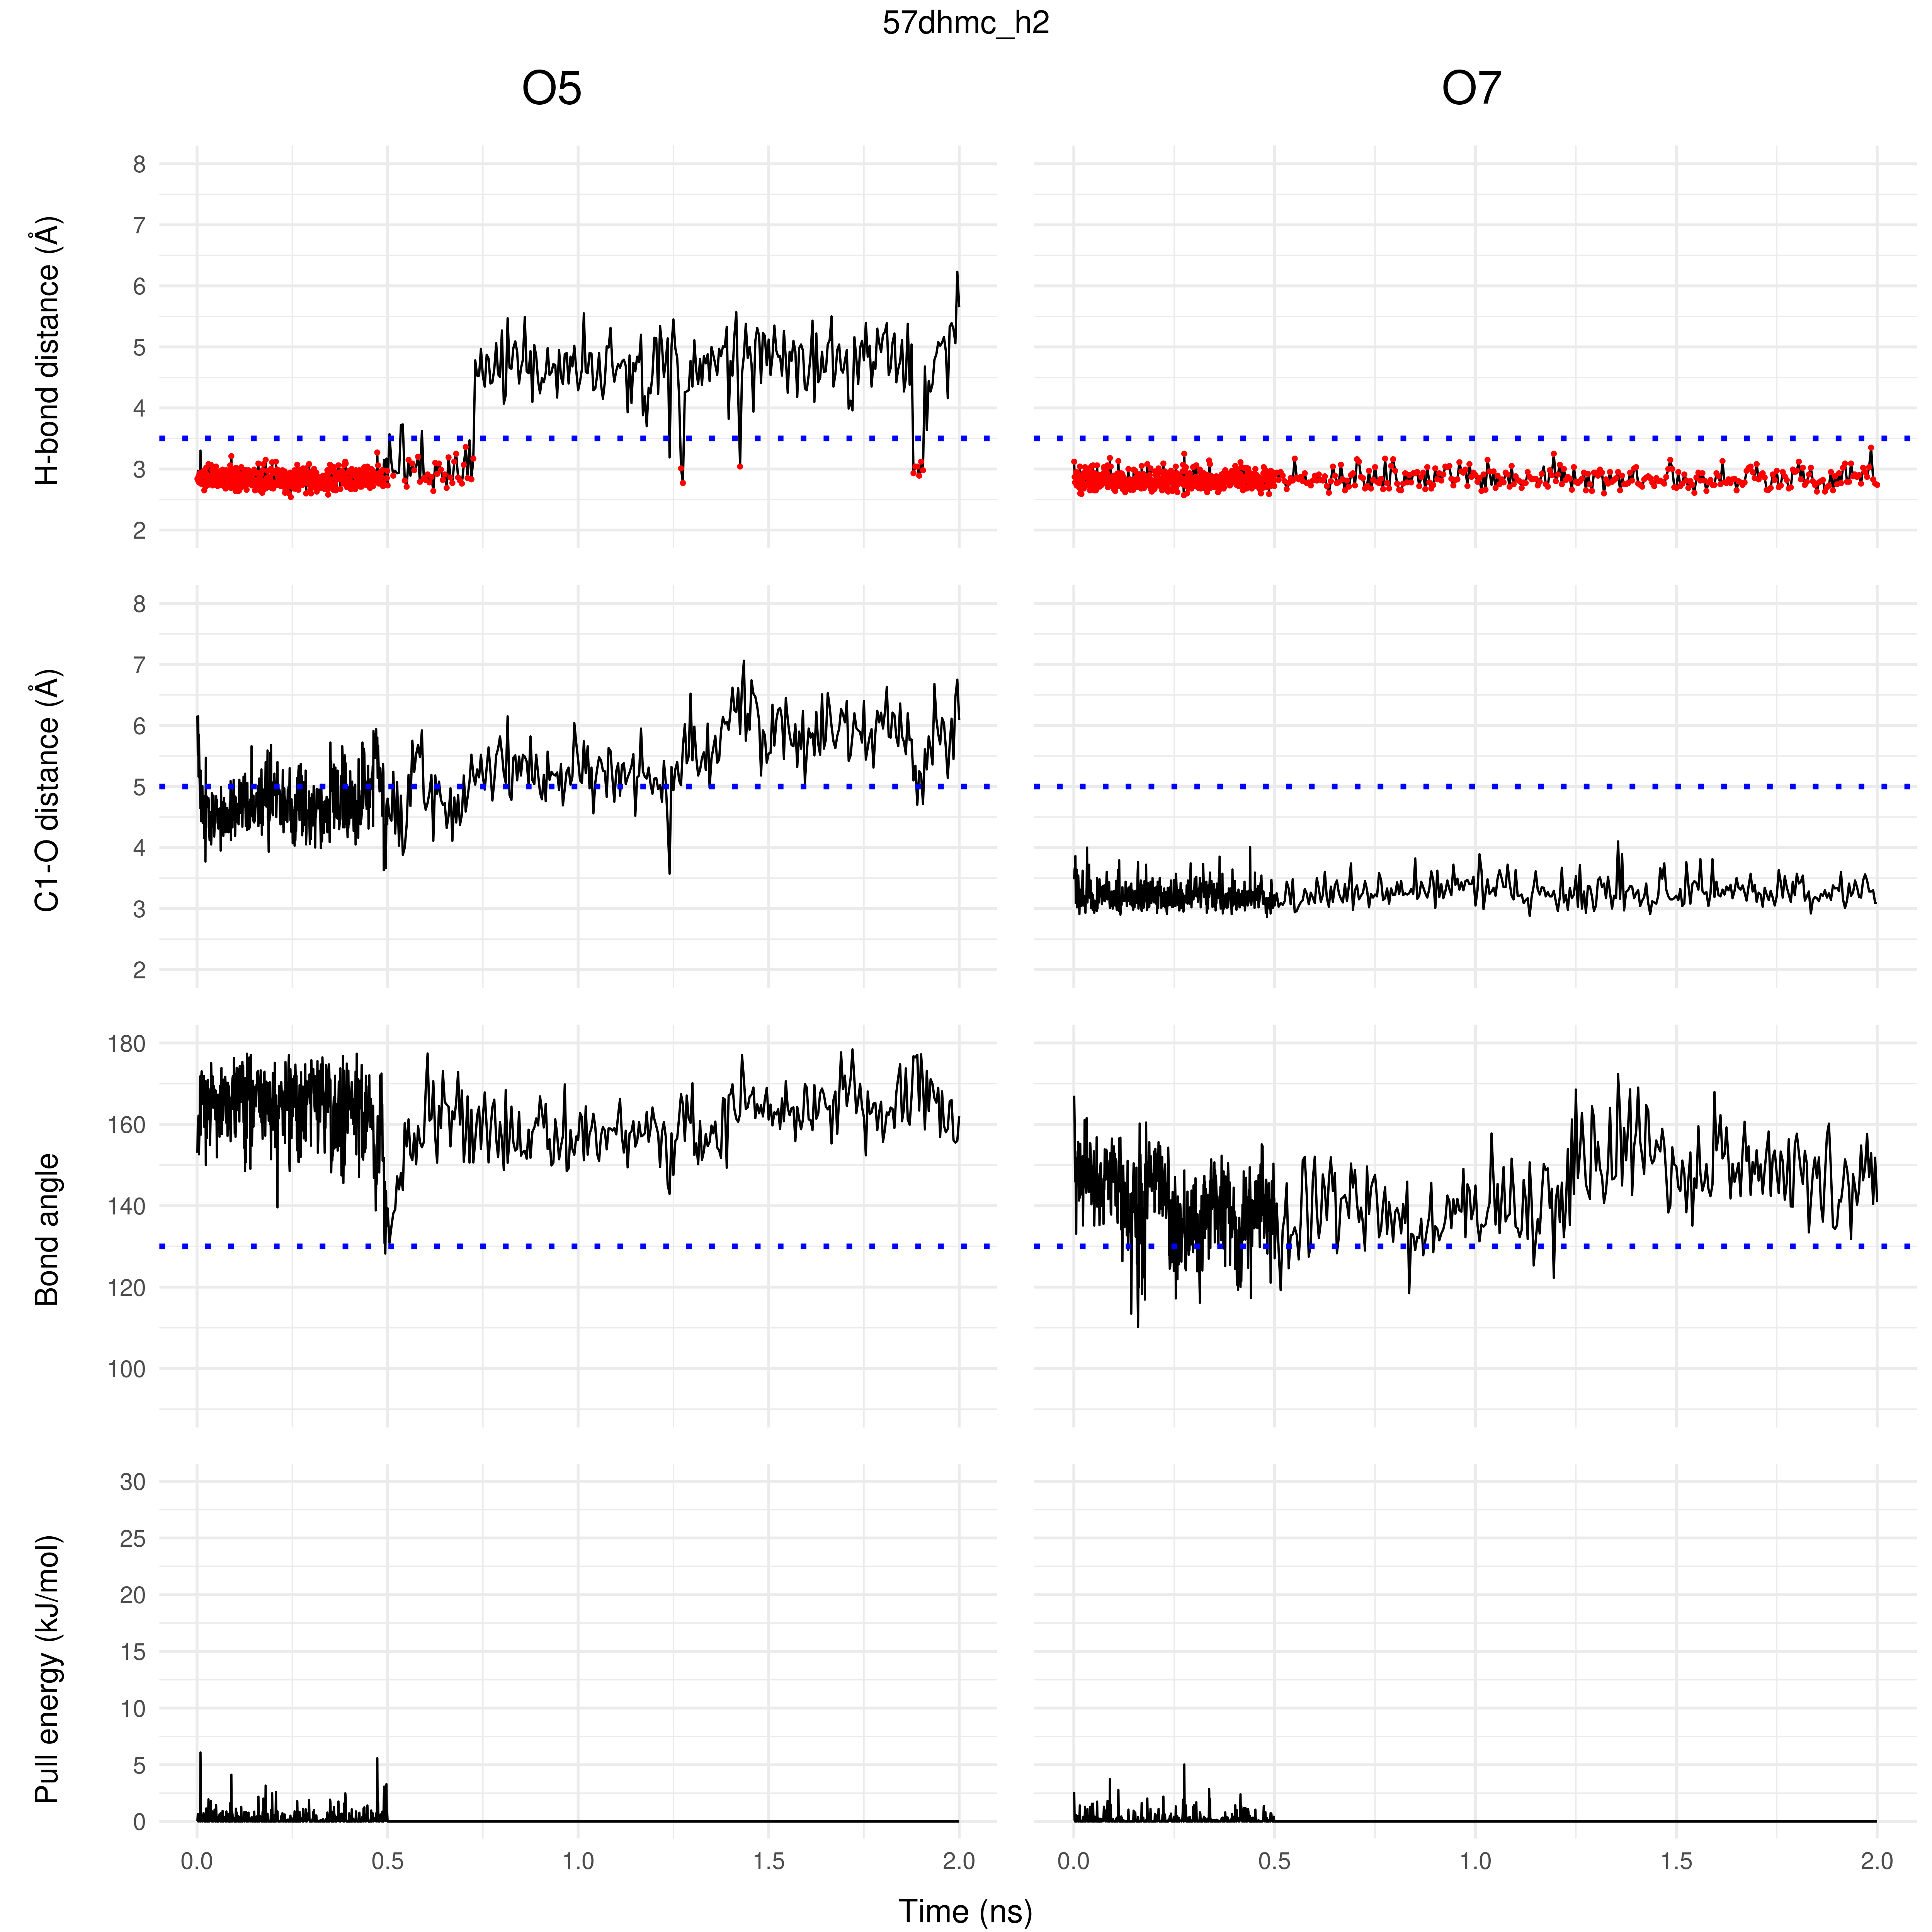 57dhmc_h2
O5
O7
H-bond distance (Å)
8
7
6
5
4
3
2
C1-O distance (Å)
8
7
6
5
4
3
2
Bond angle
180
160
140
120
100
Pull energy (kJ/mol)
30
25
20
15
10
5
0
0.0 0.5 1.0 1.5 2.0 0.0 0.5 1.0 1.5 2.0
Time (ns)